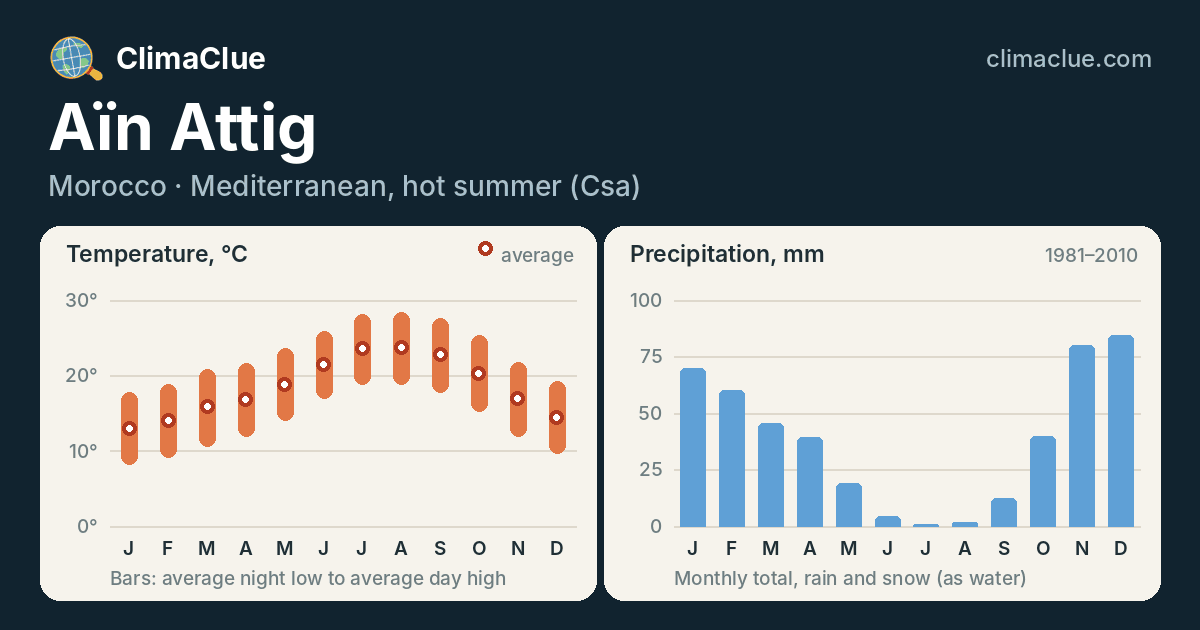 ClimaClue
climaclue.com
Aïn Attig
Morocco · Mediterranean, hot summer (Csa)
Temperature, °C
average
30°
20°
10°
0°
J F M A M J J A S O N D
Bars: average night low to average day high
Precipitation, mm
1981–2010
100
75
50
25
0
J F M A M J J A S O N D
Monthly total, rain and snow (as water)